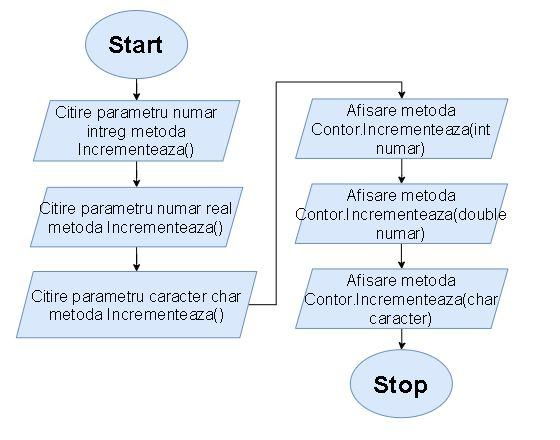 Start
Citire parametru numar
intreg metoda
Incrementeaza()
Citire parametru numar real
metoda Incrementeaza()
Citire parametru caracter char
metoda Incrementeaza()
Afisare metoda
Contor.Incrementeaza(int
numar)
Afisare metoda
Contor.Incrementeaza(double
numar)
Afisare metoda
Contor.Incrementeaza(char
caracter)
Stop